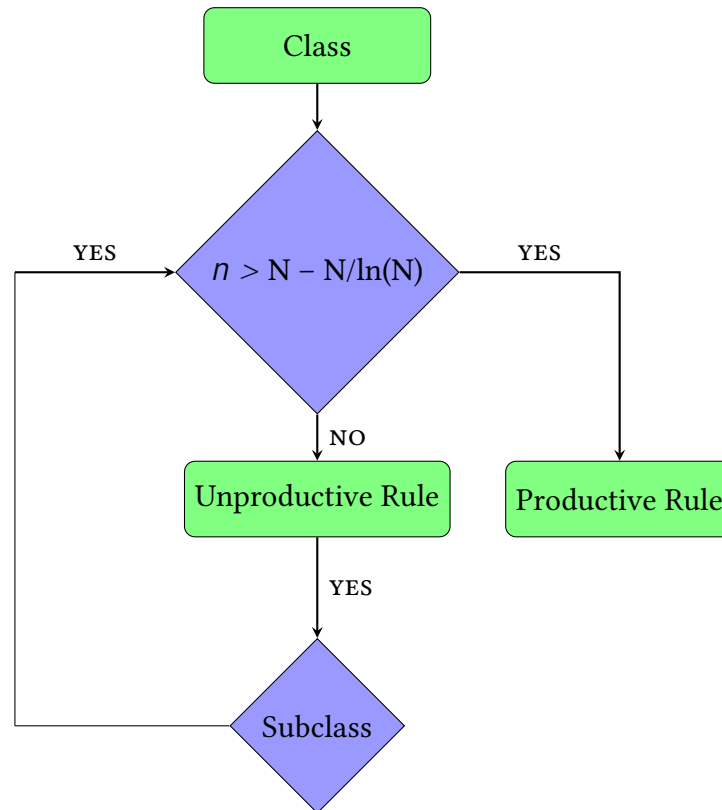 Class
YES
n > N – N/ln(N)
YES
NO
Unproductive Rule
Productive Rule
YES
Subclass